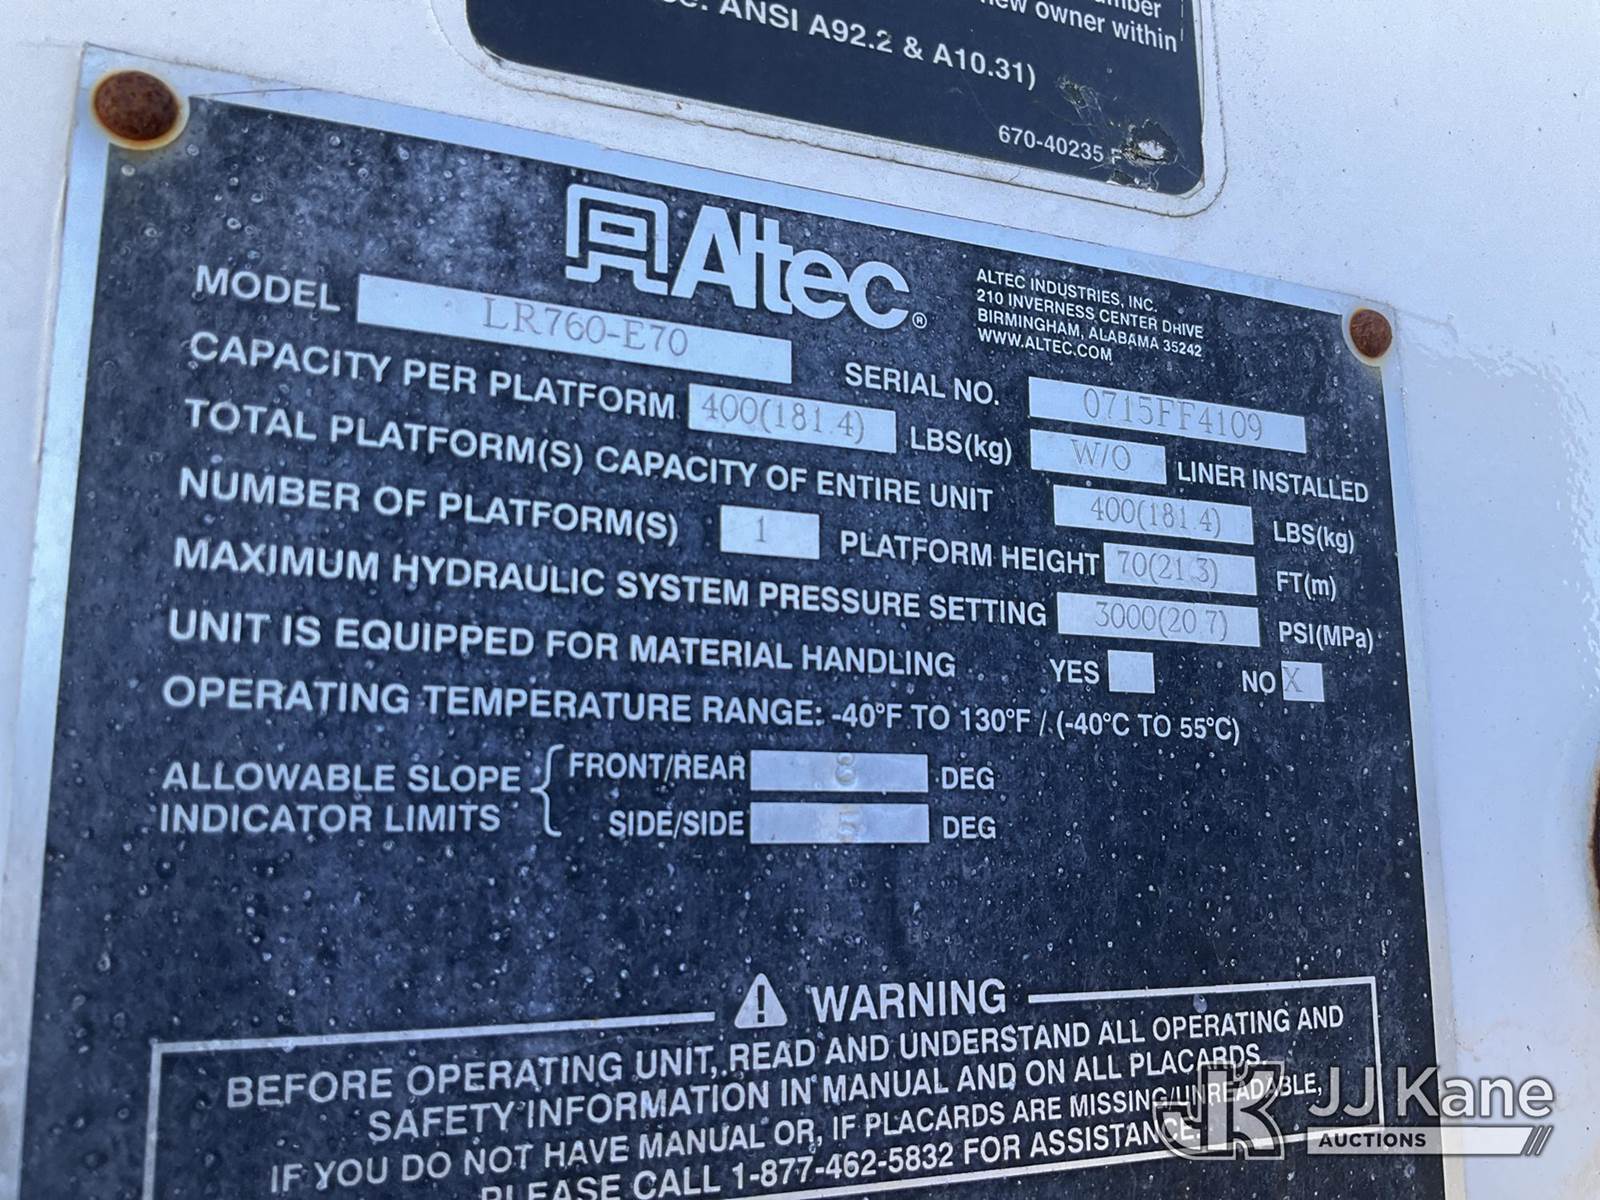 umber
new owner within
ANSI A92.2 & A10.31)
670-40235
Altec®
ALTEC INDUSTRIES, INC.
210 INVERNESS CENTER DRIVE
BIRMINGHAM, ALABAMA 35242
WWW.ALTEC.COM
MODEL LR760-E70 SERIAL NO. 0715FF4109
CAPACITY PER PLATFORM 400(181.4) LBS(kg) W/O LINER INSTALLED
TOTAL PLATFORM(S) CAPACITY OF ENTIRE UNIT 400(181.4) LBS(kg)
NUMBER OF PLATFORM(S) 1 PLATFORM HEIGHT 70(21.3) FT(m)
MAXIMUM HYDRAULIC SYSTEM PRESSURE SETTING 3000(20.7) PSI(MPa)
UNIT IS EQUIPPED FOR MATERIAL HANDLING YES NO X
OPERATING TEMPERATURE RANGE: -40°F TO 130°F / (-40°C TO 55°C)
ALLOWABLE SLOPE INDICATOR LIMITS
FRONT/REAR 8 DEG
SIDE/SIDE 5 DEG
WARNING
BEFORE OPERATING UNIT, READ AND UNDERSTAND ALL OPERATING AND
SAFETY INFORMATION IN MANUAL AND ON ALL PLACARDS.
IF YOU DO NOT HAVE MANUAL OR, IF PLACARDS ARE MISSING/UNREADABLE,
PLEASE CALL 1-877-462-5832 FOR ASSISTANCE.
JK JJ Kane
AUCTIONS